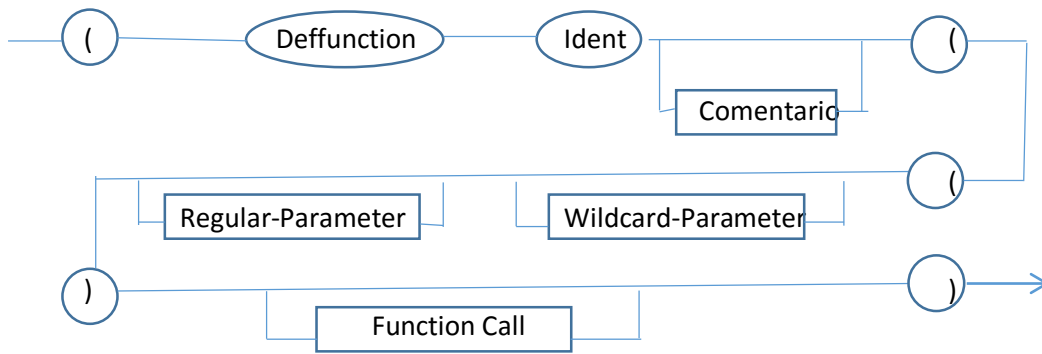 ( Deffunction Ident (
Comentario
(
Regular-Parameter Wildcard-Parameter
) )
Function Call